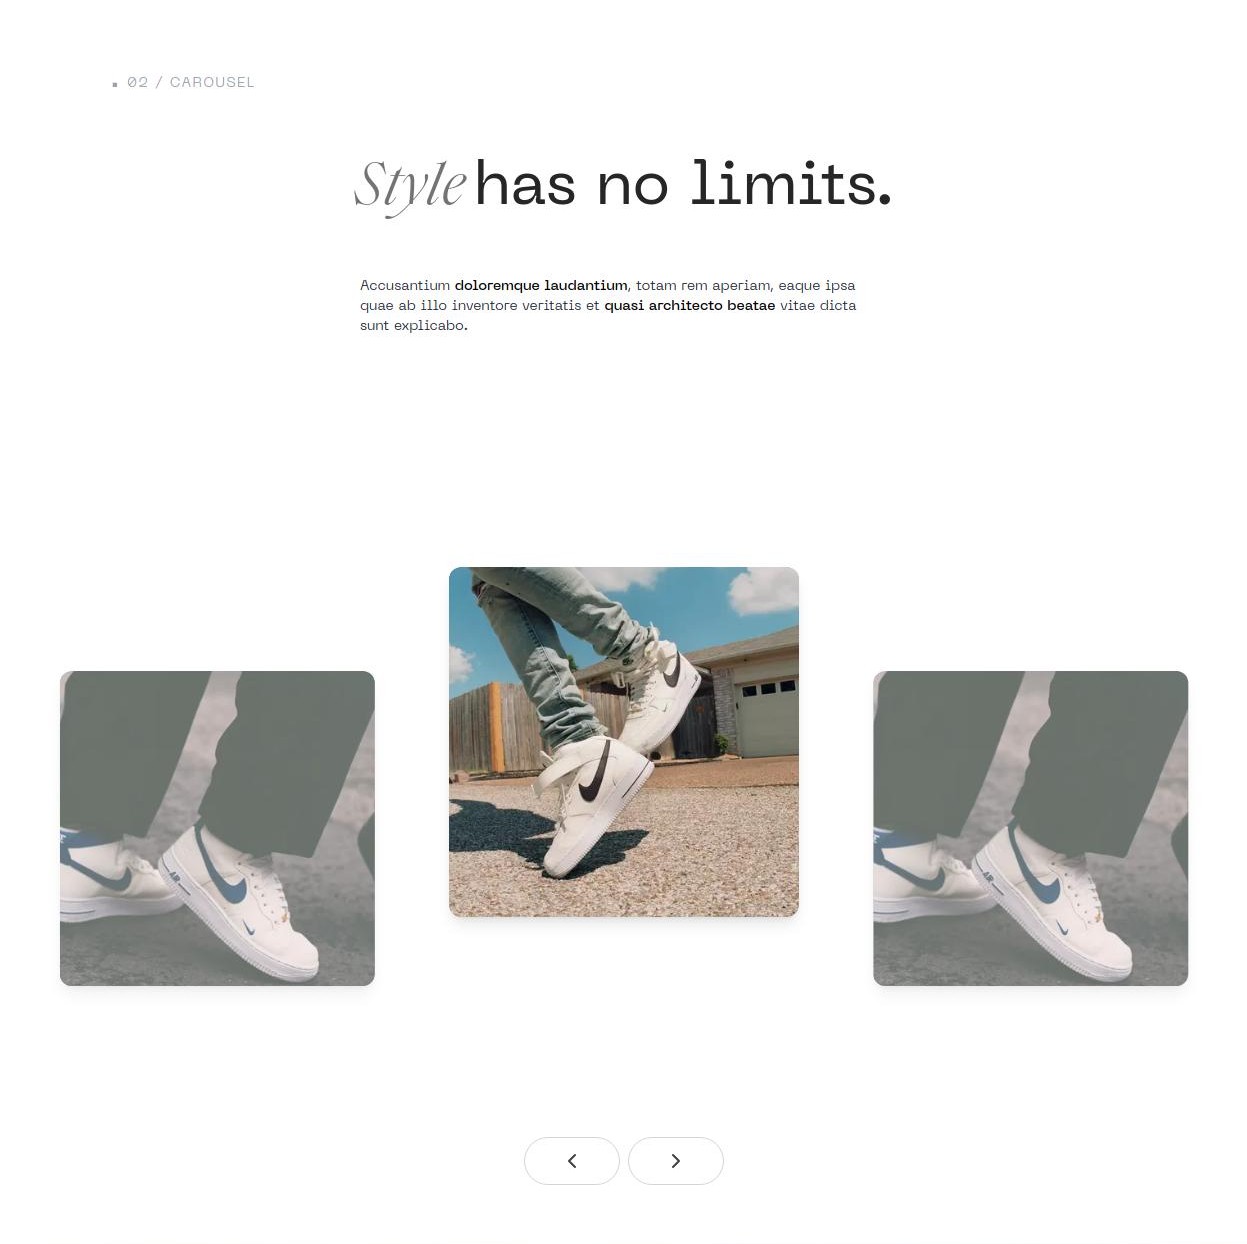 02 / CAROUSEL
Style has no limits.
Accusantium doloremque laudantium, totam rem aperiam, eaque ipsa
quae ab illo inventore veritatis et quasi architecto beatae vitae dicta
sunt explicabo.
AIR
AIR